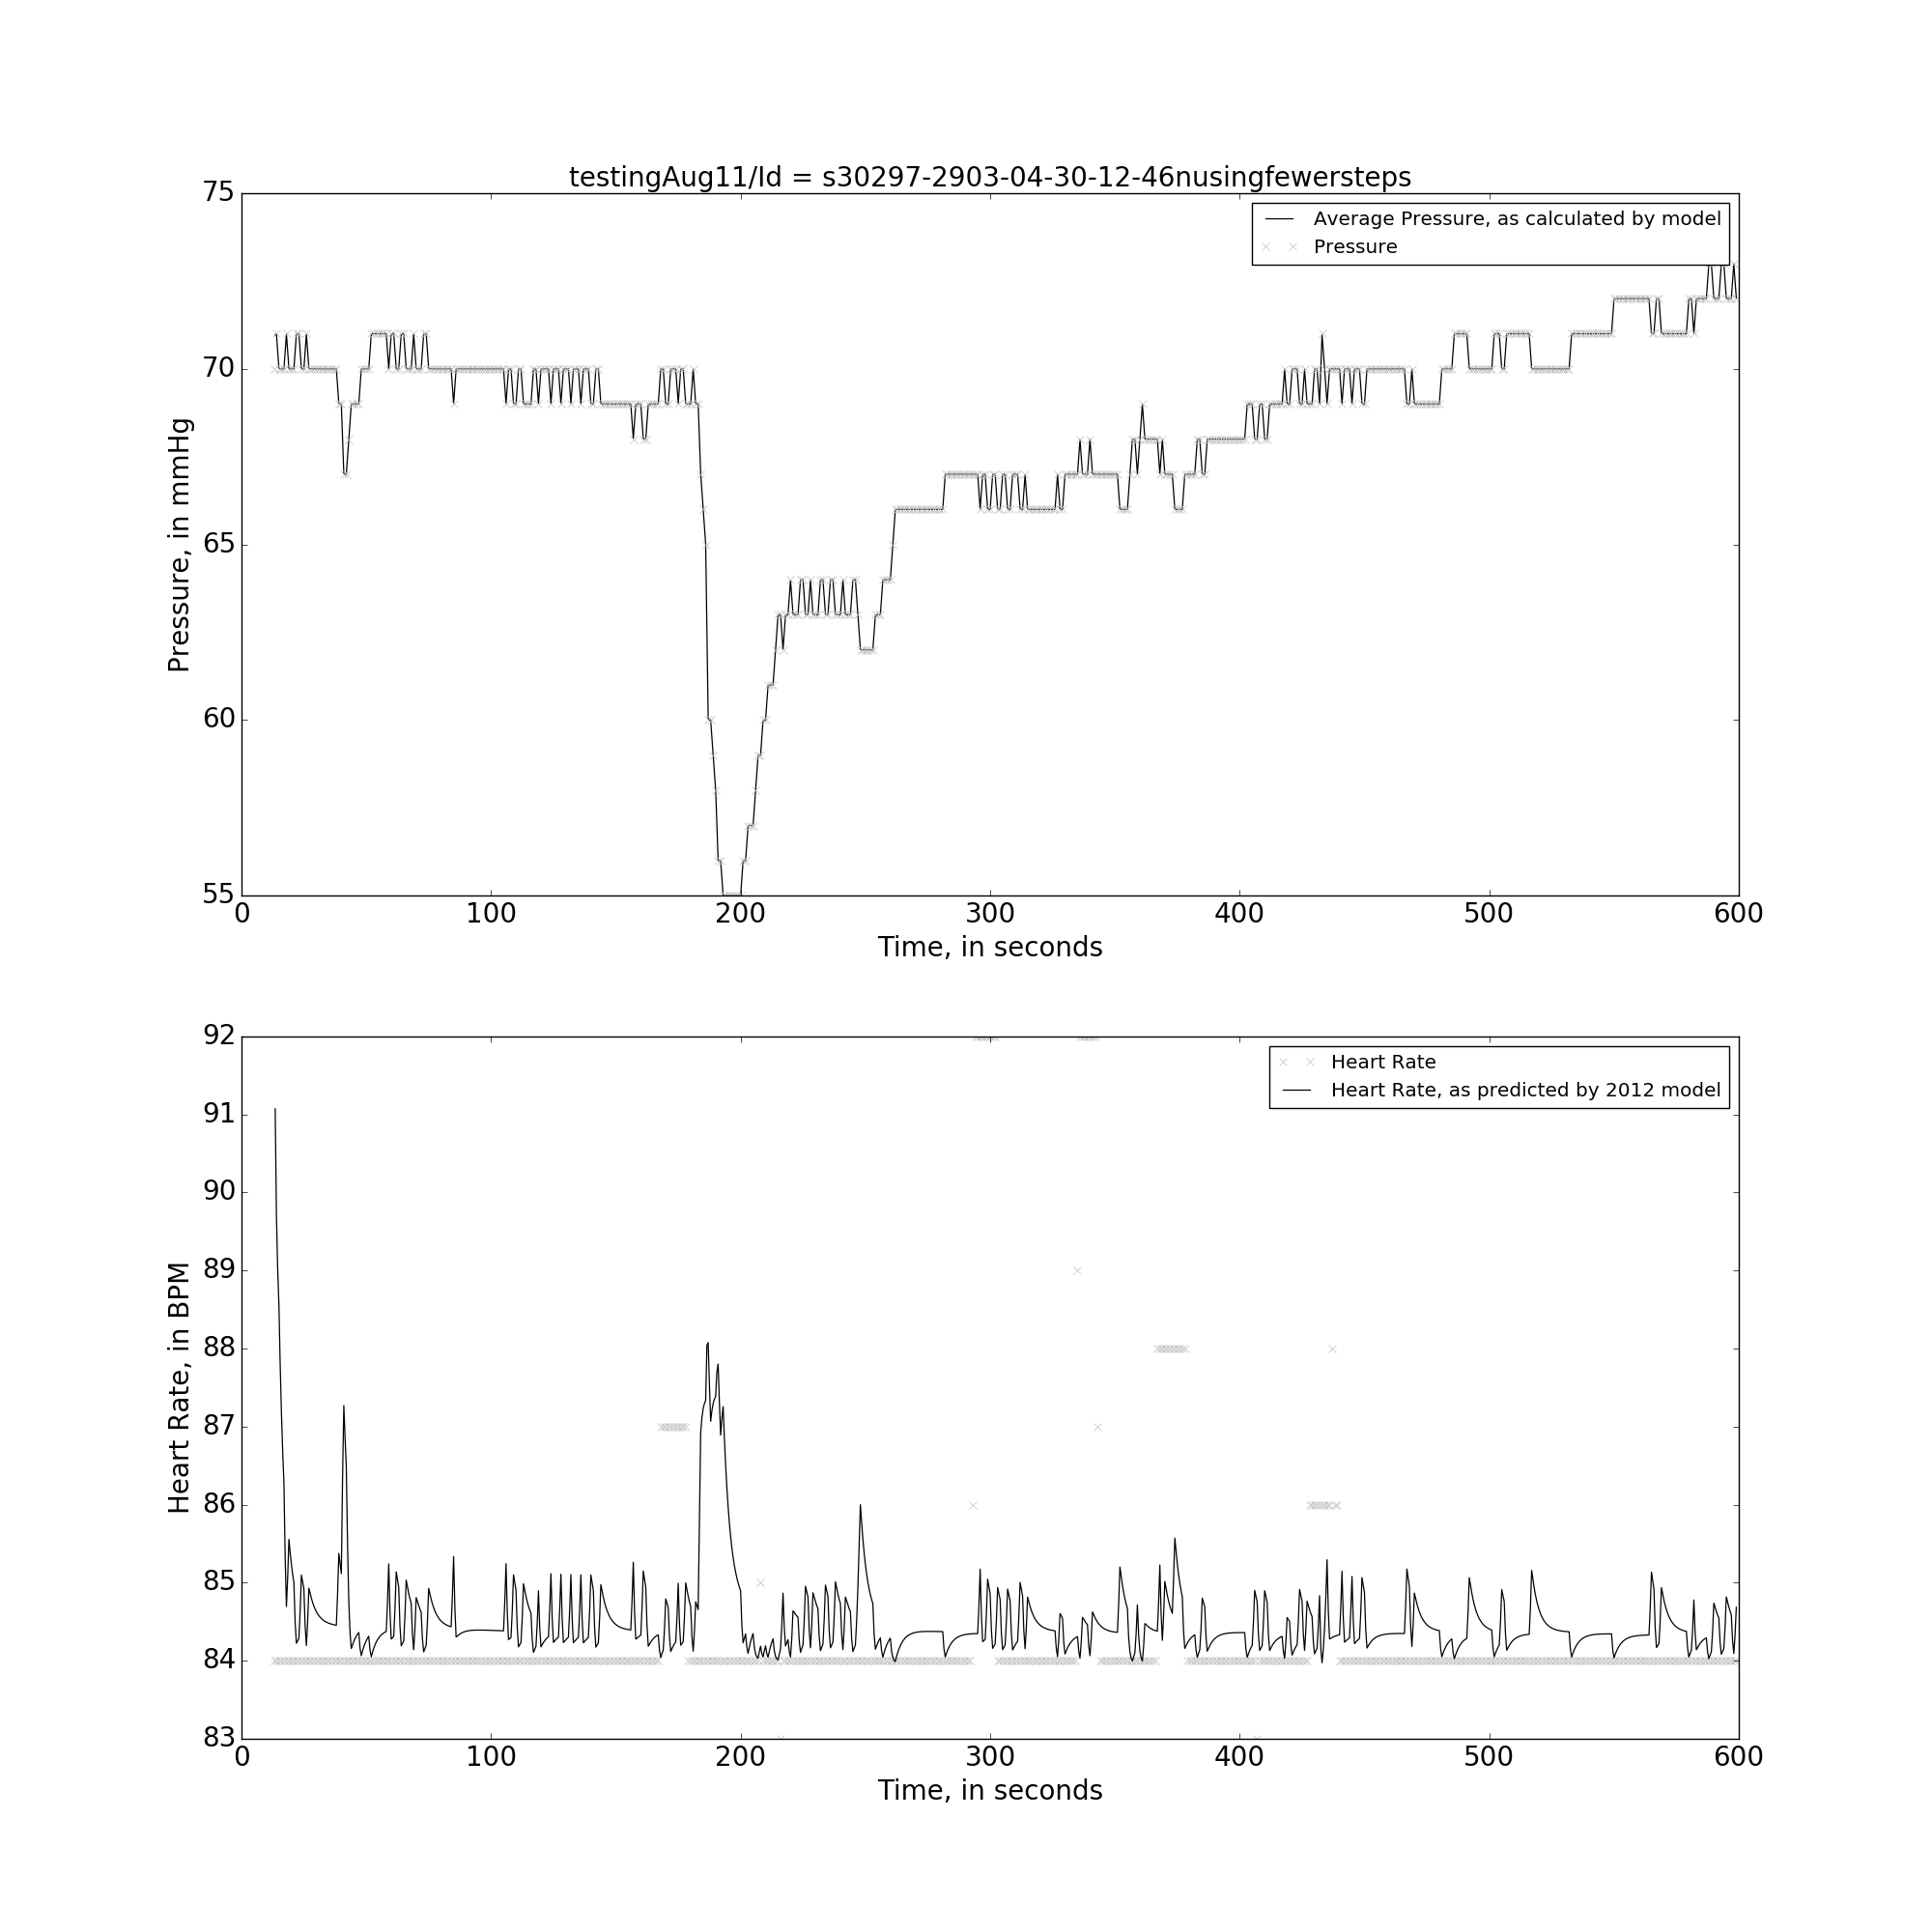 testingAug11/Id = s30297-2903-04-30-12-46nusingfewersteps
75
70
65
60
55
Pressure, in mmHg
Average Pressure, as calculated by model
Pressure
0 100 200 300 400 500 600
Time, in seconds
92
91
90
89
88
87
86
85
84
83
Heart Rate, in BPM
Heart Rate
Heart Rate, as predicted by 2012 model
0 100 200 300 400 500 600
Time, in seconds